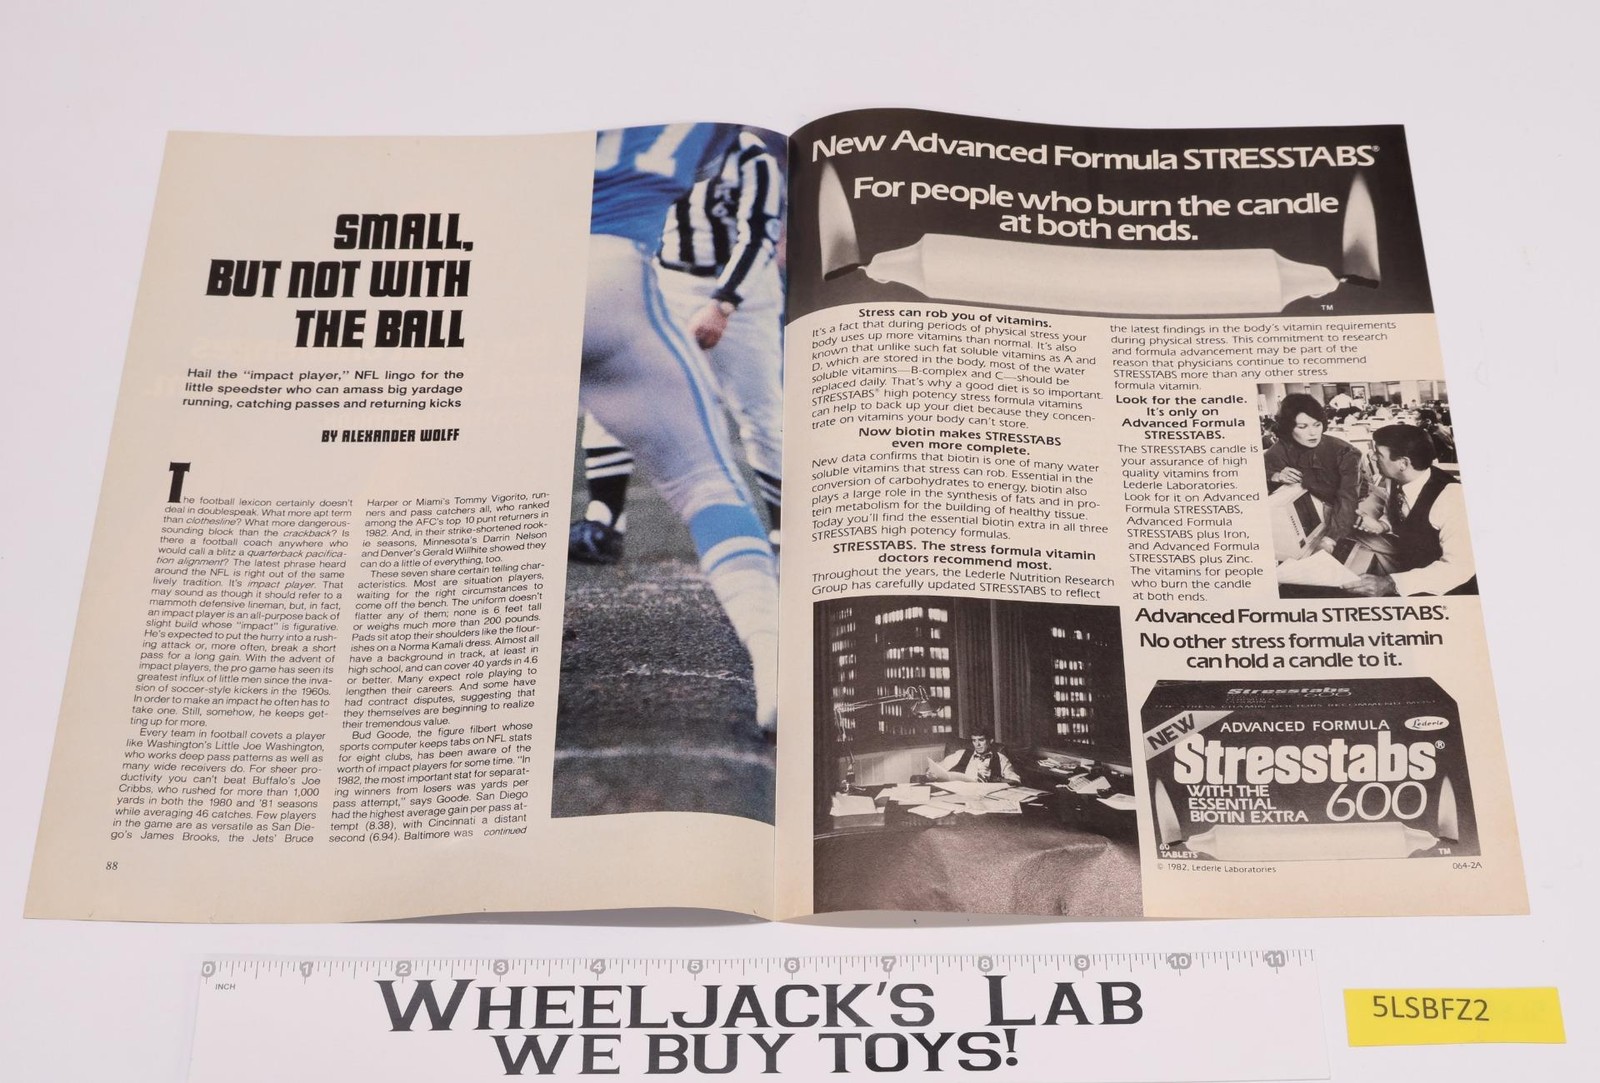 SMALL,
BUT NOT WITH
THE BALL
Hail the "impact player," NFL lingo for the
little speedster who can amass big yardage
running, catching passes and returning kicks
BY ALEXANDER WOLFF
The football lexicon certainly doesn't
deal in doublespeak. What more apt term
than clothesline? What more dangerous-
sounding block than the crackback? Is
there a football coach anywhere who
would call a blitz a quarterback pacifica-
tion alignment? The latest phrase heard
around the NFL is right out of the same
lively tradition. It's impact player. That
may sound as though it should refer to a
mammoth defensive lineman, but, in fact,
an impact player is an all-purpose back of
slight build whose "impact" is figurative.
He's expected to put the hurry into a rush-
ing attack or, more often, break a short
pass for a long gain. With the advent of
impact players, the pro game has seen its
greatest influx of little men since the inva-
sion of soccer-style kickers in the 1960s.
In order to make an impact he often has to
take one. Still, somehow, he keeps get-
ting up for more.
Every team in football covets a player
like Washington's Little Joe Washington,
who works deep pass patterns as well as
many wide receivers do. For sheer pro-
ductivity you can't beat Buffalo's Joe
Cribbs, who rushed for more than 1,000
yards in both the 1980 and '81 seasons
while averaging 46 catches. Few players
in the game are as versatile as San Die-
go's James Brooks, the Jets' Bruce
Harper or Miami's Tommy Vigorito, run-
ners and pass catchers all, who ranked
among the AFC's top 10 punt returners in
1982. And, in their strike-shortened rook-
ie seasons, Minnesota's Darrin Nelson
and Denver's Gerald Willhite showed they
can do a little of everything, too.
These seven share certain telling char-
acteristics. Most are situation players,
waiting for the right circumstances to
come off the bench. The uniform doesn't
flatter any of them; none is 6 feet tall
or weighs much more than 200 pounds.
Pads sit atop their shoulders like the flour-
ishes on a Norma Kamali dress. Almost all
have a background in track, at least in
high school, and can cover 40 yards in 4.6
or better. Many expect role playing to
lengthen their careers. And some have
had contract disputes, suggesting that
they themselves are beginning to realize
their tremendous value.
Bud Goode, the figure filbert whose
sports computer keeps tabs on NFL stats
for eight clubs, has been aware of the
worth of impact players for some time. "In
1982, the most important stat for separat-
ing winners from losers was yards per
pass attempt," says Goode. San Diego
had the highest average gain per pass at-
tempt (8.38), with Cincinnati a distant
second (6.94). Baltimore was continued
88
New Advanced Formula STRESSTABS®
For people who burn the candle
at both ends.
TM
Stress can rob you of vitamins.
It's a fact that during periods of physical stress your
body uses up more vitamins than normal. It's also
known that unlike such fat soluble vitamins as A and
D, which are stored in the body, most of the water
soluble vitamins—B-complex and C—should be
replaced daily. That's why a good diet is so important.
STRESSTABS® high potency stress formula vitamins
can help to back up your diet because they concen-
trate on vitamins your body can't store.
Now biotin makes STRESSTABS
even more complete.
New data confirms that biotin is one of many water
soluble vitamins that stress can rob. Essential in the
conversion of carbohydrates to energy, biotin also
plays a large role in the synthesis of fats and in pro-
tein metabolism for the building of healthy tissue.
Today you'll find the essential biotin extra in all three
STRESSTABS high potency formulas.
STRESSTABS. The stress formula vitamin
doctors recommend most.
Throughout the years, the Lederle Nutrition Research
Group has carefully updated STRESSTABS to reflect
the latest findings in the body's vitamin requirements
during physical stress. This commitment to research
and formula advancement may be part of the
reason that physicians continue to recommend
STRESSTABS more than any other stress
formula vitamin.
Look for the candle.
It's only on
Advanced Formula
STRESSTABS.
The STRESSTABS candle is
your assurance of high
quality vitamins from
Lederle Laboratories.
Look for it on Advanced
Formula STRESSTABS,
Advanced Formula
STRESSTABS plus Iron,
and Advanced Formula
STRESSTABS plus Zinc.
The vitamins for people
who burn the candle
at both ends.
Advanced Formula STRESSTABS®.
No other stress formula vitamin
can hold a candle to it.
Stresstabs
600
NEW
ADVANCED FORMULA
Lederle
Stresstabs®
600
WITH THE
ESSENTIAL
BIOTIN EXTRA
60
TABLETS
TM
© 1982, Lederle Laboratories
064-2A
0 1 2 3 4 5 6 7 8 9 10 11
INCH
WHEELJACK'S LAB
WE BUY TOYS!
5LSBFZ2